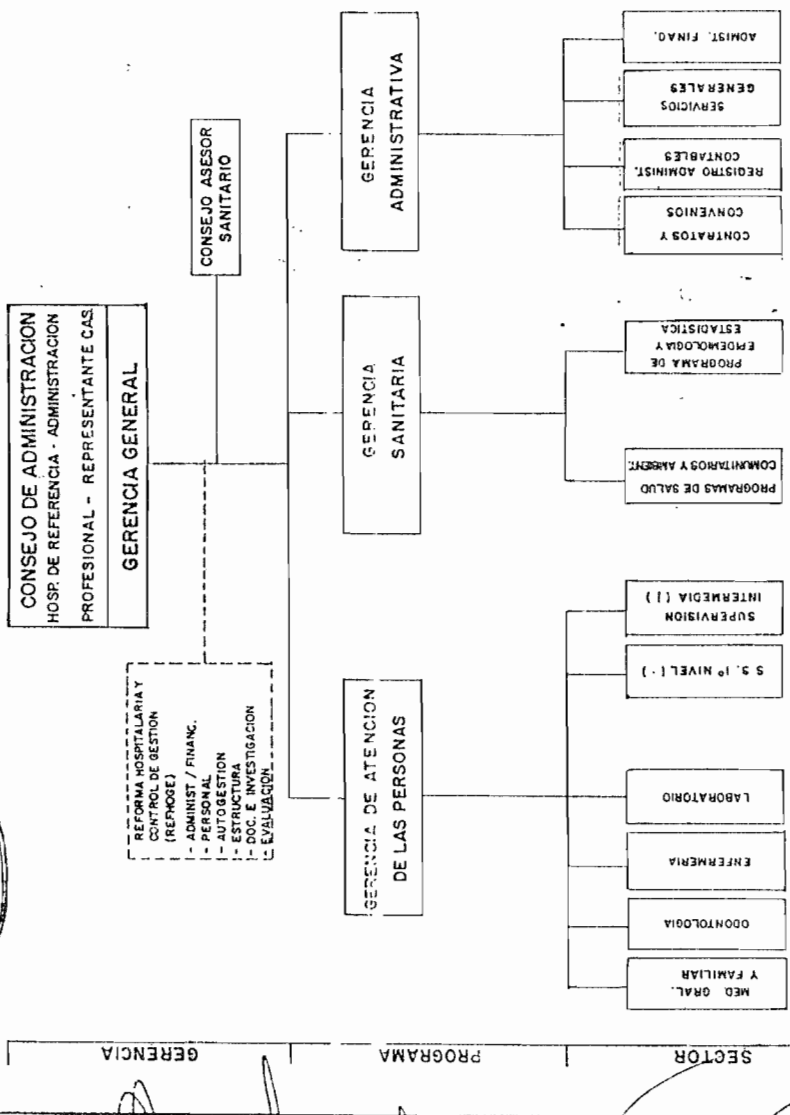 CONSEJO DE ADMINISTRACION
HOSP. DE REFERENCIA - ADMINISTRACION
PROFESIONAL - REPRESENTANTE CAS.
GERENCIA GENERAL
CONSEJO ASESOR
SANITARIO
REFORMA HOSPITALARIA Y
CONTROL DE GESTION
(REFHOGE)
- ADMINIST / FINANC.
- PERSONAL
- AUTOGESTION
- ESTRUCTURA
- DOC. E INVESTIGACION
- EVALUACION
GERENCIA DE ATENCION
DE LAS PERSONAS
GERENCIA
SANITARIA
GERENCIA
ADMINISTRATIVA
MED. GRAL.
Y FAMILIAR
ODONTOLOGIA
ENFERMERIA
LABORATORIO
S.S. 1º NIVEL (·)
SUPERVISION
INTERMEDIA (1)
PROGRAMAS DE SALUD
COMUNITARIOS Y AMBIENT.
PROGRAMA DE
EPIDEMIOLOGIA Y
ESTADISTICA
CONTRATOS Y
CONVENIOS
REGISTRO ADMINIST.
CONTABLES
SERVICIOS
GENERALES
ADMIST. FINAC.
GERENCIA
PROGRAMA
SECTOR